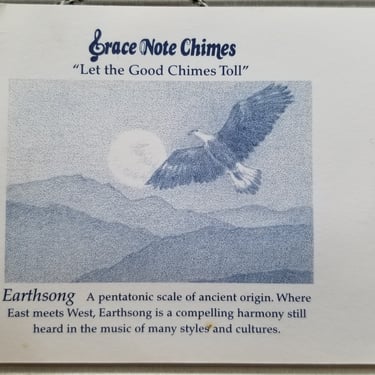 Grace Note Chimes
“Let the Good Chimes Toll”
Earthsong A pentatonic scale of ancient origin. Where
East meets West, Earthsong is a compelling harmony still
heard in the music of many styles and cultures.